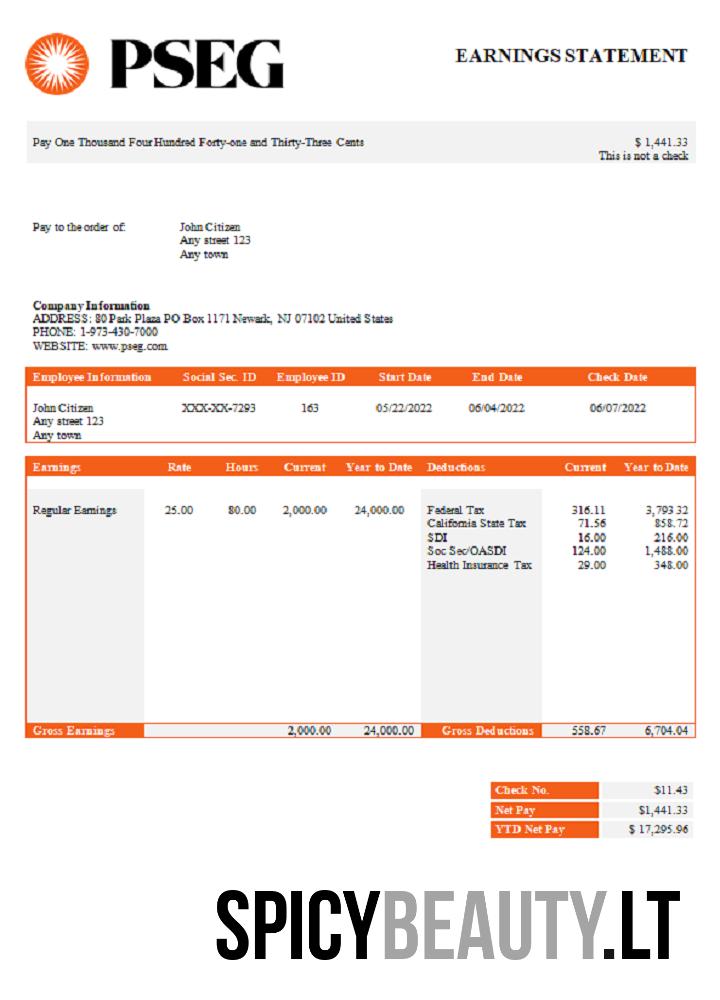 PSEG
EARNINGS STATEMENT
Pay One Thousand Four Hundred Forty-one and Thirty-Three Cents $ 1,441.33
This is not a check
Pay to the order of: John Citizen
Any street 123
Any town
Company Information
ADDRESS: 80 Park Plaza PO Box 1171 Newark, NJ 07102 United States
PHONE: 1-973-430-7000
WEBSITE: www.pseg.com
Employee Information Social Sec. ID Employee ID Start Date End Date Check Date
John Citizen XXX-XX-7293 163 05/22/2022 06/04/2022 06/07/2022
Any street 123
Any town
Earnings Rate Hours Current Year to Date Deductions Current Year to Date
Regular Earnings 25.00 80.00 2,000.00 24,000.00 Federal Tax 316.11 3,793.32
California State Tax 71.56 858.72
SDI 16.00 216.00
Soc Sec/OASDI 124.00 1,488.00
Health Insurance Tax 29.00 348.00
Gross Earnings 2,000.00 24,000.00 Gross Deductions 558.67 6,704.04
Check No. $11.43
Net Pay $1,441.33
YTD Net Pay $ 17,295.96
SPICYBEAUTY.LT